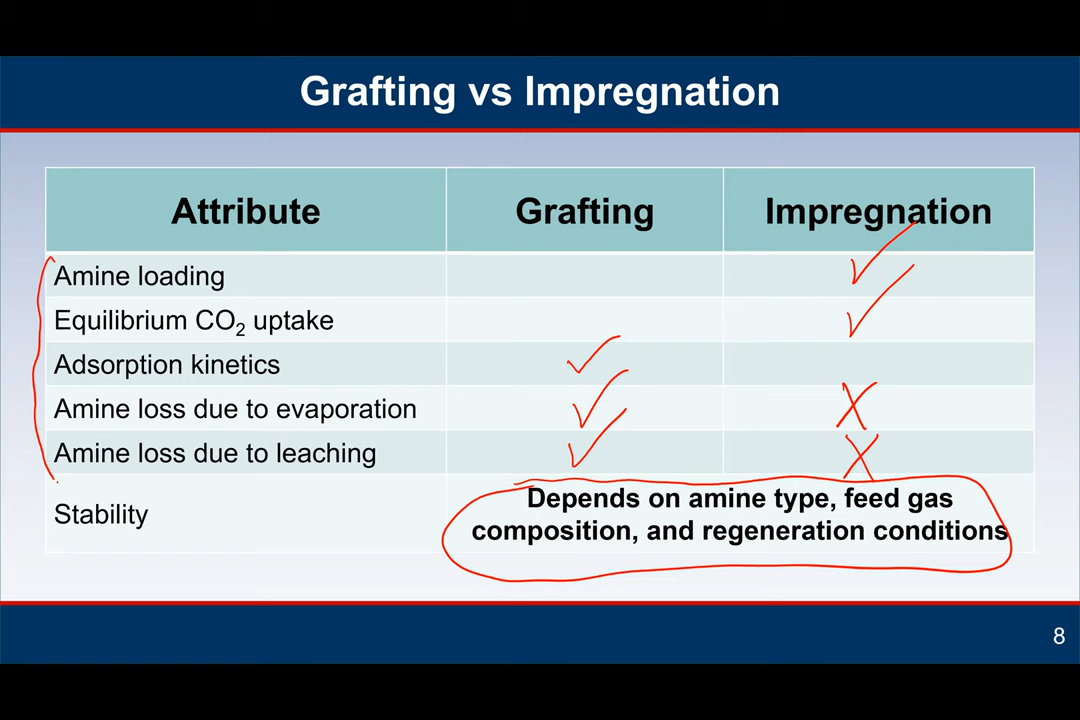 Grafting vs Impregnation
Attribute Grafting Impregnation
Amine loading ✓
Equilibrium CO₂ uptake ✓
Adsorption kinetics ✓
Amine loss due to evaporation ✓ X
Amine loss due to leaching ✓ X
Stability
Depends on amine type, feed gas
composition, and regeneration conditions
8